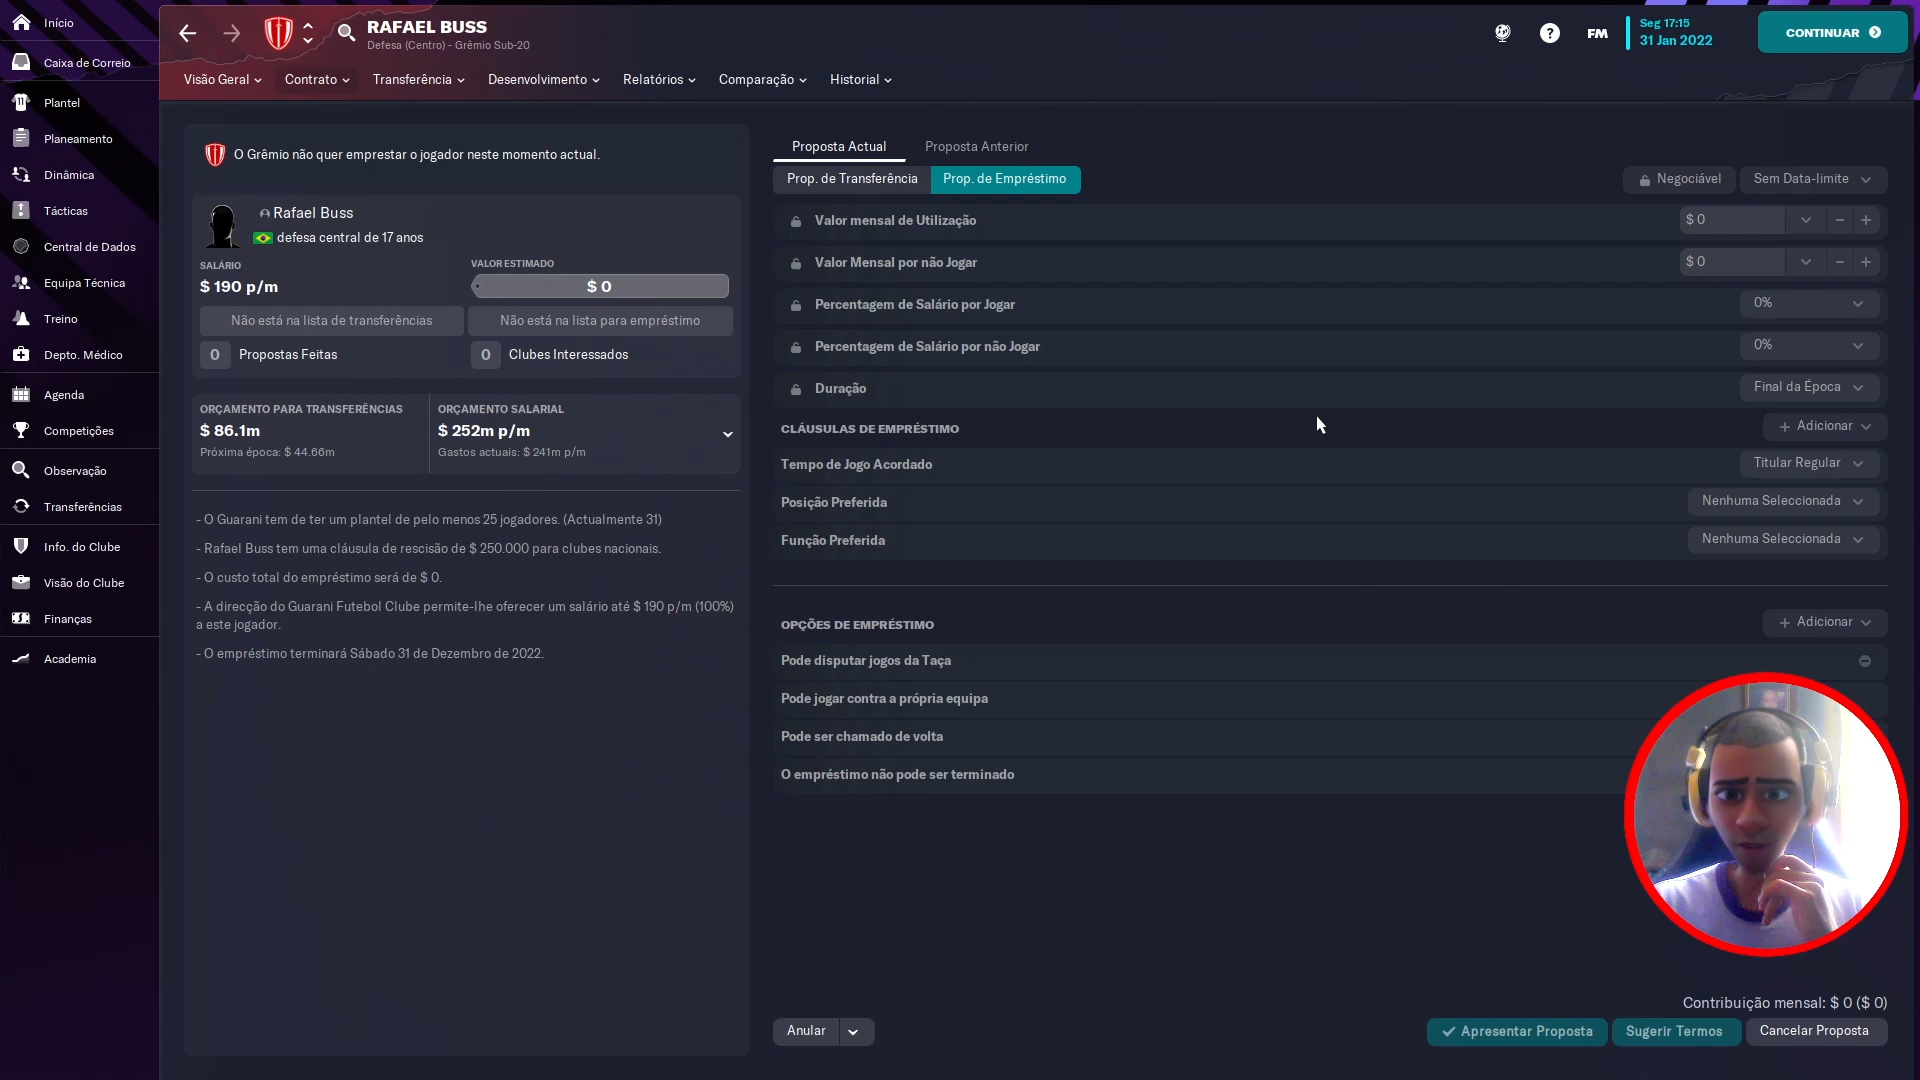 Início
Caixa de Correio
Plantel
Planeamento
Dinâmica
Tácticas
Central de Dados
Equipa Técnica
Treino
Depto. Médico
Agenda
Competições
Observação
Transferências
Info. do Clube
Visão do Clube
Finanças
Academia
RAFAEL BUSS
Defesa (Centro) - Grêmio Sub-20
FM
Seg 17:15
31 Jan 2022
CONTINUAR
Visão Geral
Contrato
Transferência
Desenvolvimento
Relatórios
Comparação
Historial
O Grêmio não quer emprestar o jogador neste momento actual.
Rafael Buss
defesa central de 17 anos
SALÁRIO
$ 190 p/m
VALOR ESTIMADO
$ 0
Não está na lista de transferências
Não está na lista para empréstimo
0 Propostas Feitas
0 Clubes Interessados
ORÇAMENTO PARA TRANSFERÊNCIAS
$ 86.1m
Próxima época: $ 44.66m
ORÇAMENTO SALARIAL
$ 252m p/m
Gastos actuais: $ 241m p/m
- O Guarani tem de ter um plantel de pelo menos 25 jogadores. (Actualmente 31)
- Rafael Buss tem uma cláusula de rescisão de $ 250.000 para clubes nacionais.
- O custo total do empréstimo será de $ 0.
- A direcção do Guarani Futebol Clube permite-lhe oferecer um salário até $ 190 p/m (100%)
a este jogador.
- O empréstimo terminará Sábado 31 de Dezembro de 2022.
Proposta Actual
Proposta Anterior
Prop. de Transferência
Prop. de Empréstimo
Negociável
Sem Data-limite
Valor mensal de Utilização
$ 0
Valor Mensal por não Jogar
$ 0
Percentagem de Salário por Jogar
0%
Percentagem de Salário por não Jogar
0%
Duração
Final da Época
CLÁUSULAS DE EMPRÉSTIMO
Adicionar
Tempo de Jogo Acordado
Titular Regular
Posição Preferida
Nenhuma Seleccionada
Função Preferida
Nenhuma Seleccionada
OPÇÕES DE EMPRÉSTIMO
Adicionar
Pode disputar jogos da Taça
Pode jogar contra a própria equipa
Pode ser chamado de volta
O empréstimo não pode ser terminado
Contribuição mensal: $ 0 ($ 0)
Anular
Apresentar Proposta
Sugerir Termos
Cancelar Proposta